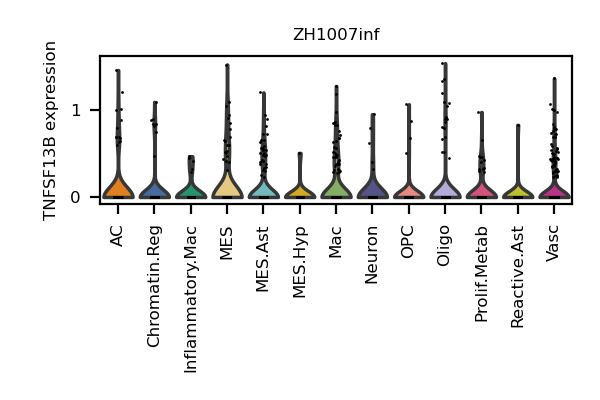 ZH1007inf
TNFSF13B expression
1
0
AC
Chromatin.Reg
Inflammatory.Mac
MES
MES.Ast
MES.Hyp
Mac
Neuron
OPC
Oligo
Prolif.Metab
Reactive.Ast
Vasc